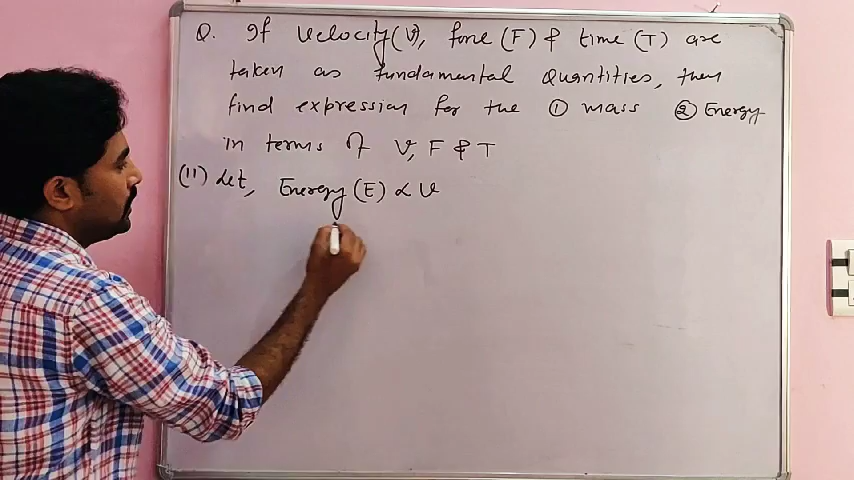 Q. If velocity (v), force (F) & time (T) are
taken as fundamental Quantities, then
find expression for the ① mass ② Energy
in terms of v, F & T
(11) Let, Energy (E) ∝ v